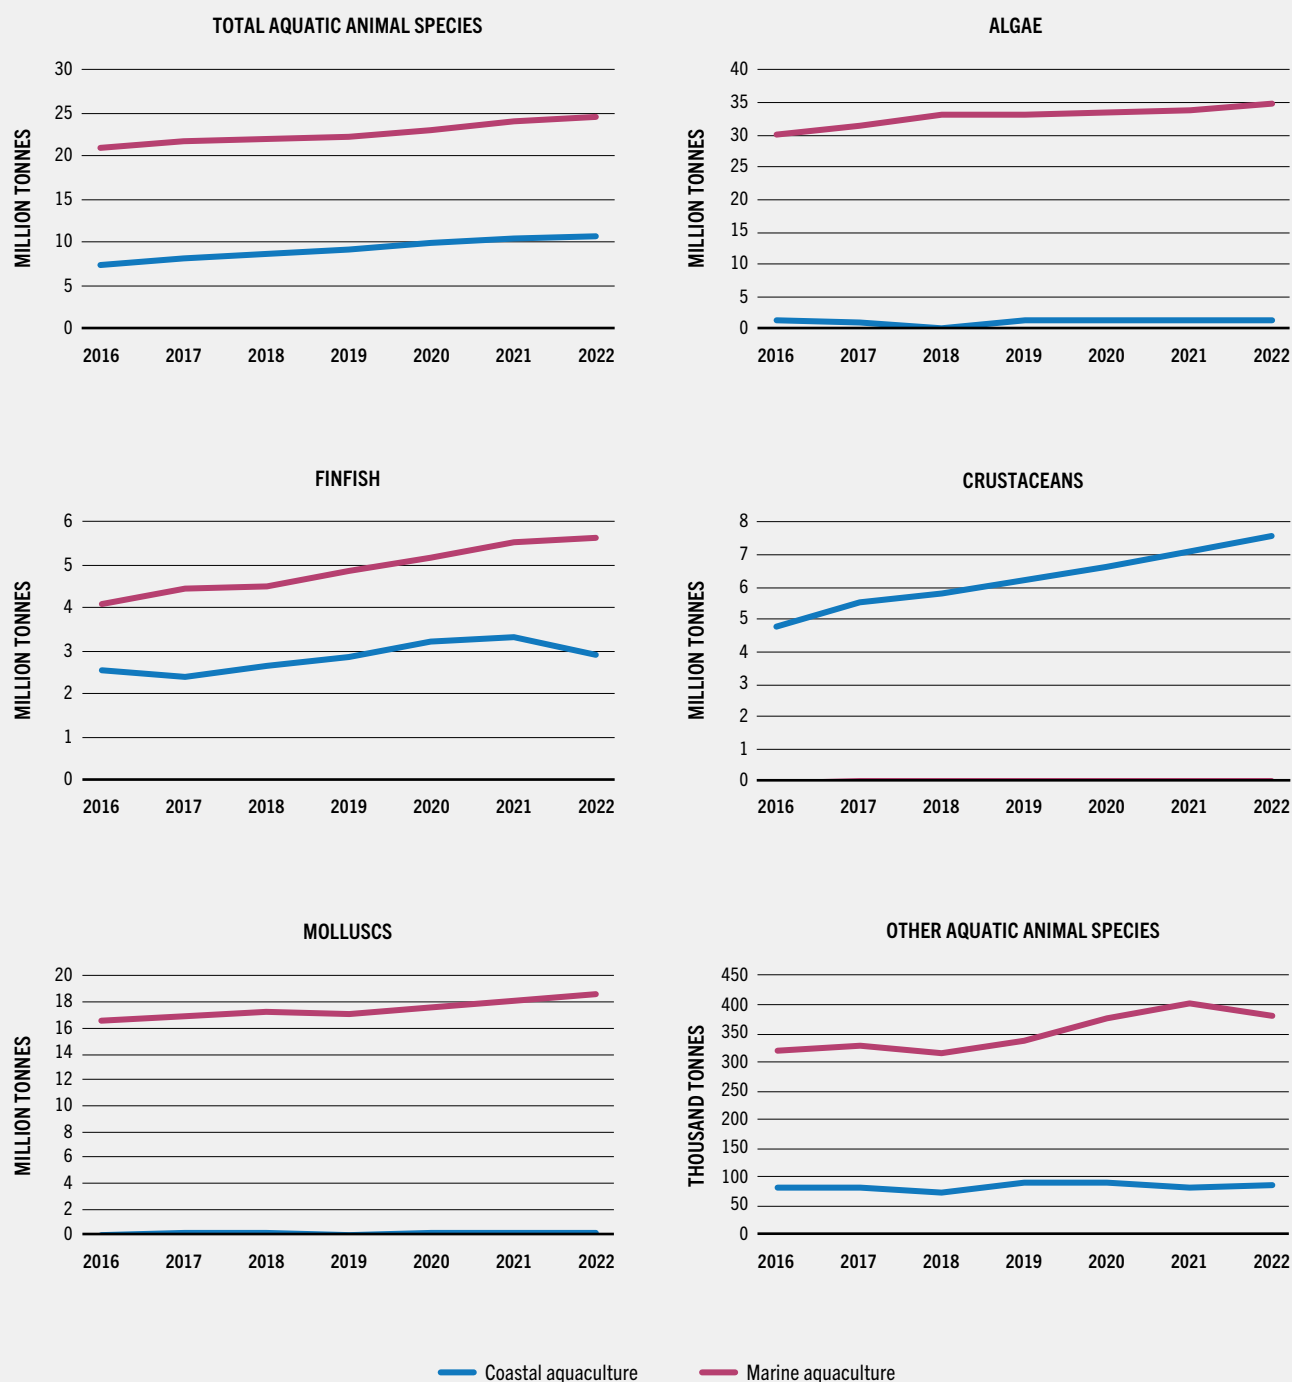 TOTAL AQUATIC ANIMAL SPECIES
MILLION TONNES
30
25
20
15
10
5
0
2016 2017 2018 2019 2020 2021 2022
ALGAE
MILLION TONNES
40
35
30
25
20
15
10
5
0
2016 2017 2018 2019 2020 2021 2022
FINFISH
MILLION TONNES
6
5
4
3
2
1
0
2016 2017 2018 2019 2020 2021 2022
CRUSTACEANS
MILLION TONNES
8
7
6
5
4
3
2
1
0
2016 2017 2018 2019 2020 2021 2022
MOLLUSCS
MILLION TONNES
20
18
16
14
12
10
8
6
4
2
0
2016 2017 2018 2019 2020 2021 2022
OTHER AQUATIC ANIMAL SPECIES
THOUSAND TONNES
450
400
350
300
250
200
150
100
50
0
2016 2017 2018 2019 2020 2021 2022
Coastal aquaculture Marine aquaculture